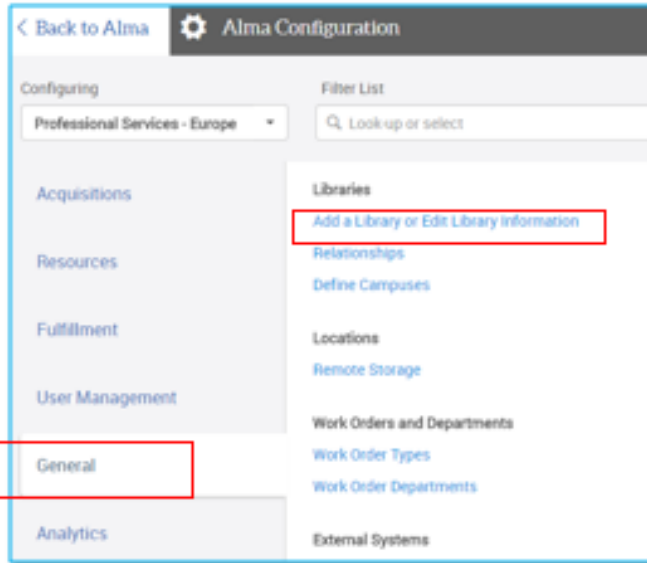 < Back to Alma
Alma Configuration
Configuring
Filter List
Professional Services - Europe
Look-up or select
Acquisitions
Resources
Fulfillment
User Management
General
Analytics
Libraries
Add a Library or Edit Library Information
Relationships
Define Campuses
Locations
Remote Storage
Work Orders and Departments
Work Order Types
Work Order Departments
External Systems